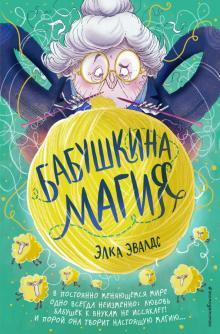 БАБУШКИНА
МАГИЯ
ЭЛКА ЭВАЛДС
В ПОСТОЯННО МЕНЯЮЩЕМСЯ МИРЕ
ОДНО ВСЕГДА НЕИЗМЕННО: ЛЮБОВЬ
БАБУШЕК К ВНУКАМ НЕ ИССЯКАЕТ!
И ПОРОЙ ОНА ТВОРИТ НАСТОЯЩУЮ МАГИЮ...